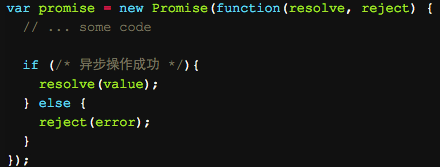 var promise = new Promise(function(resolve, reject) {
  // ... some code

  if (/* 异步操作成功 */){
    resolve(value);
  } else {
    reject(error);
  }
});